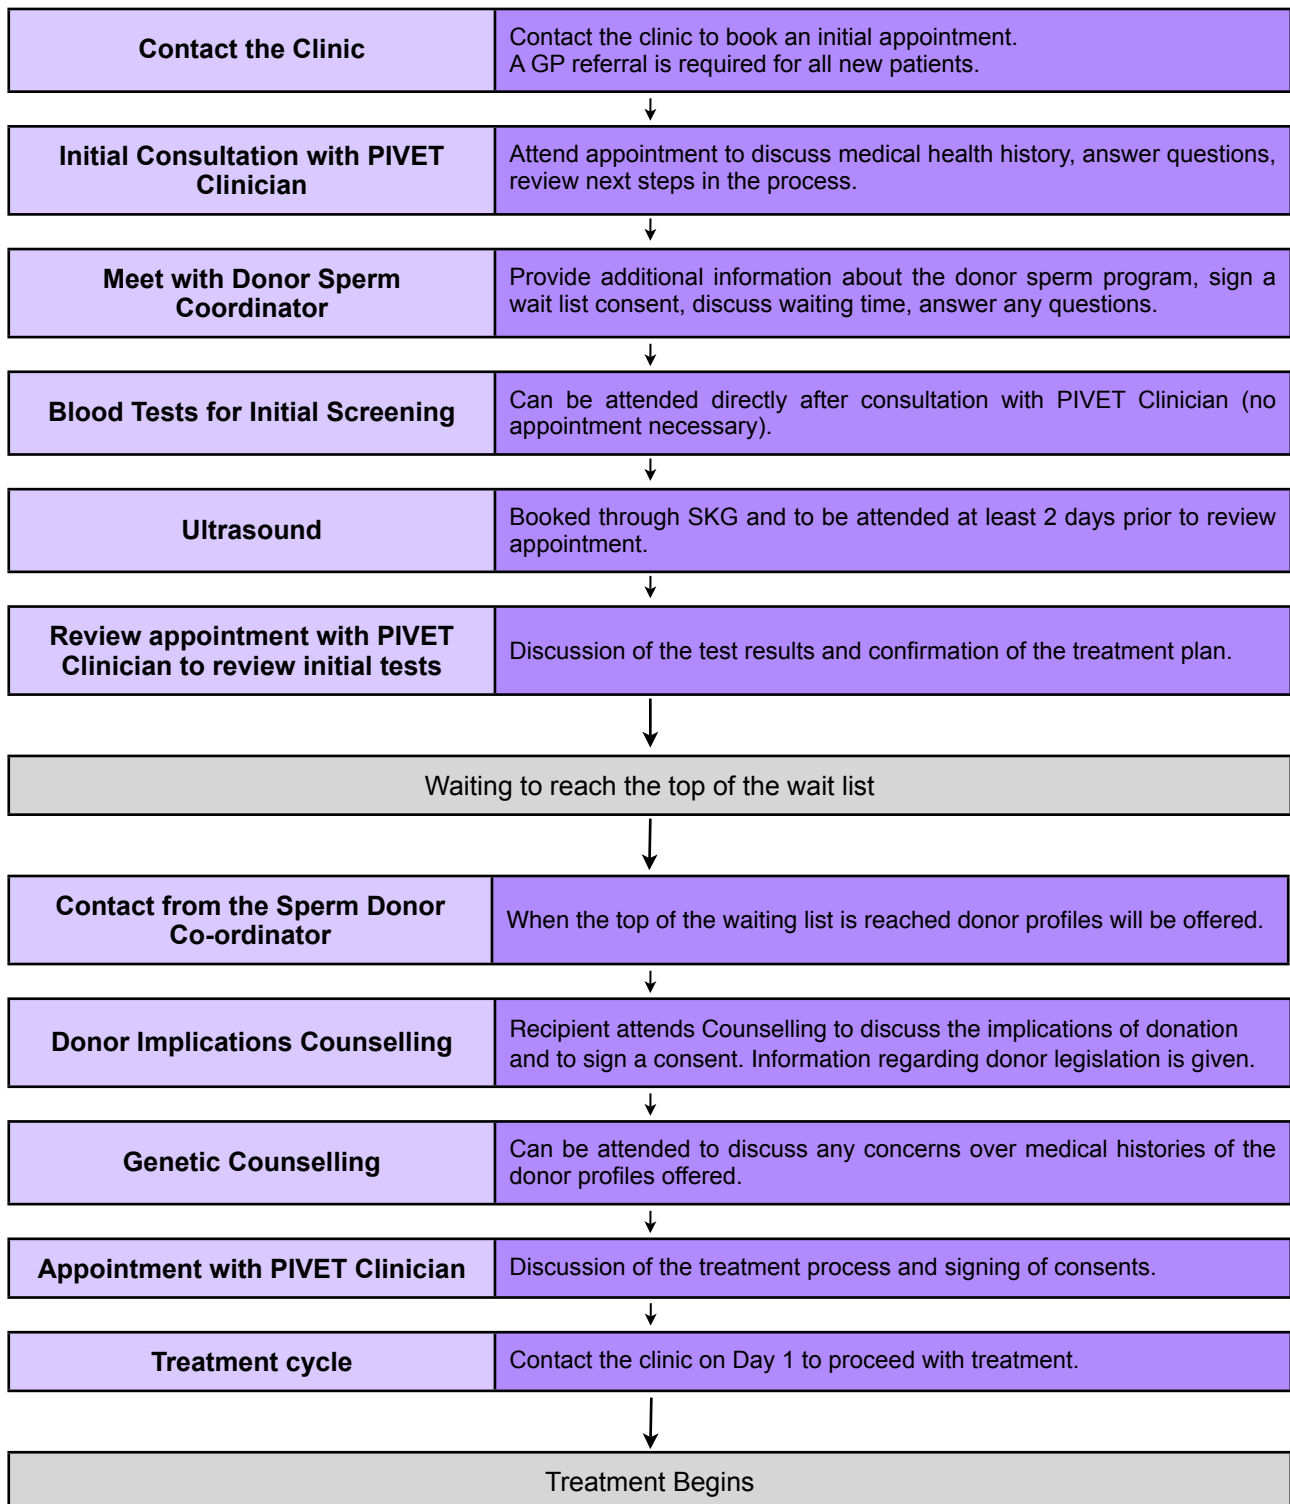 Contact the Clinic
Contact the clinic to book an initial appointment.
A GP referral is required for all new patients.
Initial Consultation with PIVET
Clinician
Attend appointment to discuss medical health history, answer questions,
review next steps in the process.
Meet with Donor Sperm
Coordinator
Provide additional information about the donor sperm program, sign a
wait list consent, discuss waiting time, answer any questions.
Blood Tests for Initial Screening
Can be attended directly after consultation with PIVET Clinician (no
appointment necessary).
Ultrasound
Booked through SKG and to be attended at least 2 days prior to review
appointment.
Review appointment with PIVET
Clinician to review initial tests
Discussion of the test results and confirmation of the treatment plan.
Waiting to reach the top of the wait list
Contact from the Sperm Donor
Co-ordinator
When the top of the waiting list is reached donor profiles will be offered.
Donor Implications Counselling
Recipient attends Counselling to discuss the implications of donation
and to sign a consent. Information regarding donor legislation is given.
Genetic Counselling
Can be attended to discuss any concerns over medical histories of the
donor profiles offered.
Appointment with PIVET Clinician
Discussion of the treatment process and signing of consents.
Treatment cycle
Contact the clinic on Day 1 to proceed with treatment.
Treatment Begins